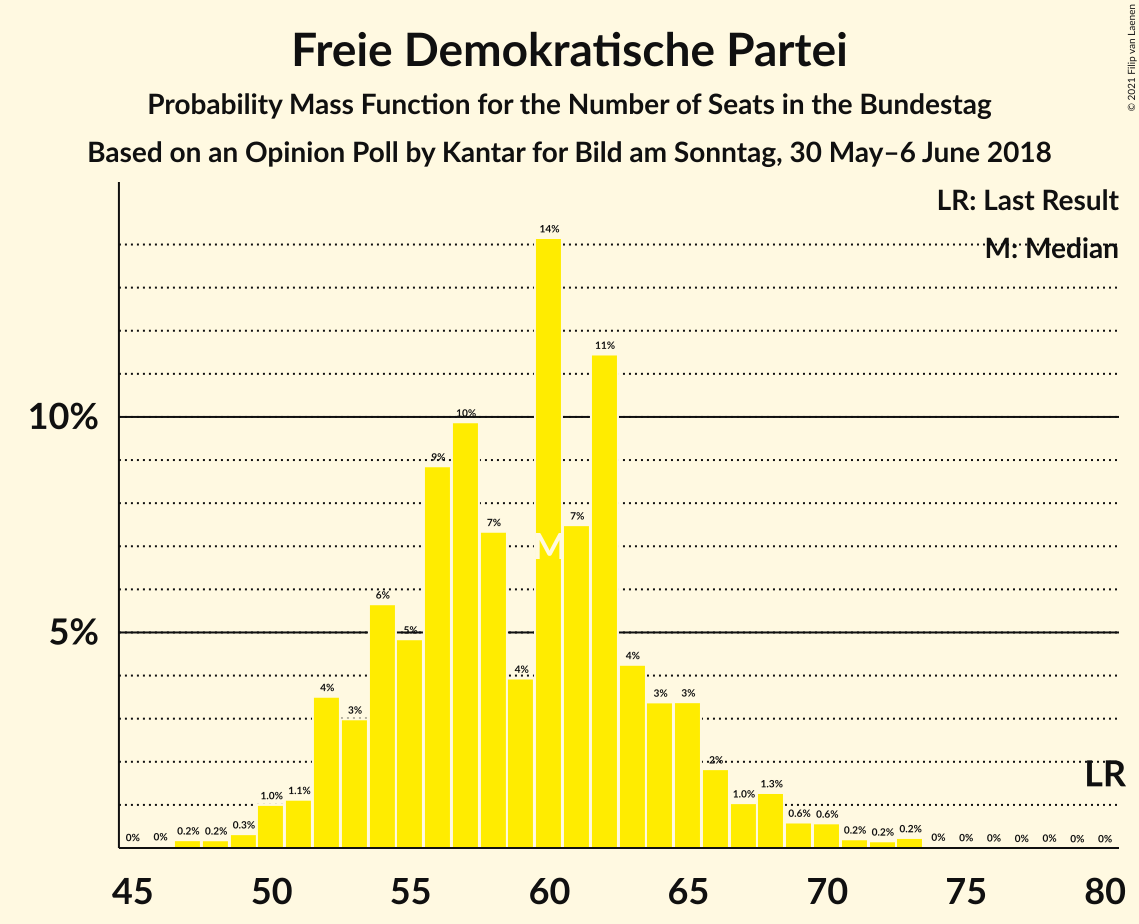 Freie Demokratische Partei
Probability Mass Function for the Number of Seats in the Bundestag
Based on an Opinion Poll by Kantar for Bild am Sonntag, 30 May–6 June 2018
© 2021 Filip van Laenen
LR: Last Result
M: Median
10%
5%
0% 0% 0.2% 0.2% 0.3% 1.0% 1.1% 4% 3% 6% 5% 9% 10% 7% 4% 14% 7% 11% 4% 3% 3% 2% 1.0% 1.3% 0.6% 0.6% 0.2% 0.2% 0.2% 0% 0% 0% 0% 0% 0% 0%
M
LR
45 50 55 60 65 70 75 80